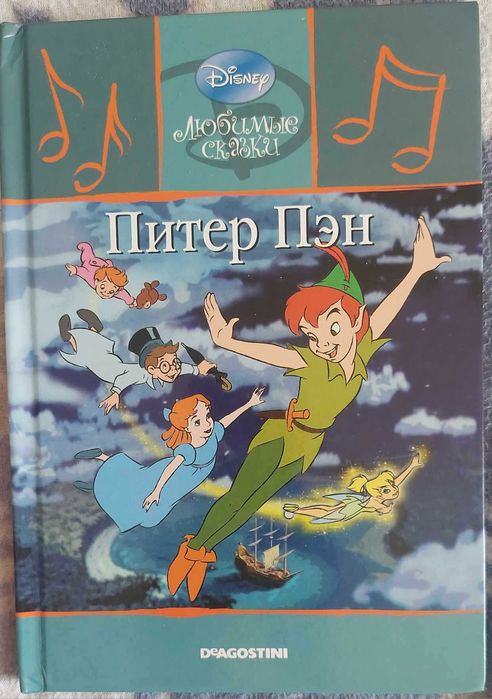 Disney
Любимые
сказки
Питер Пэн
DeAGOSTINI